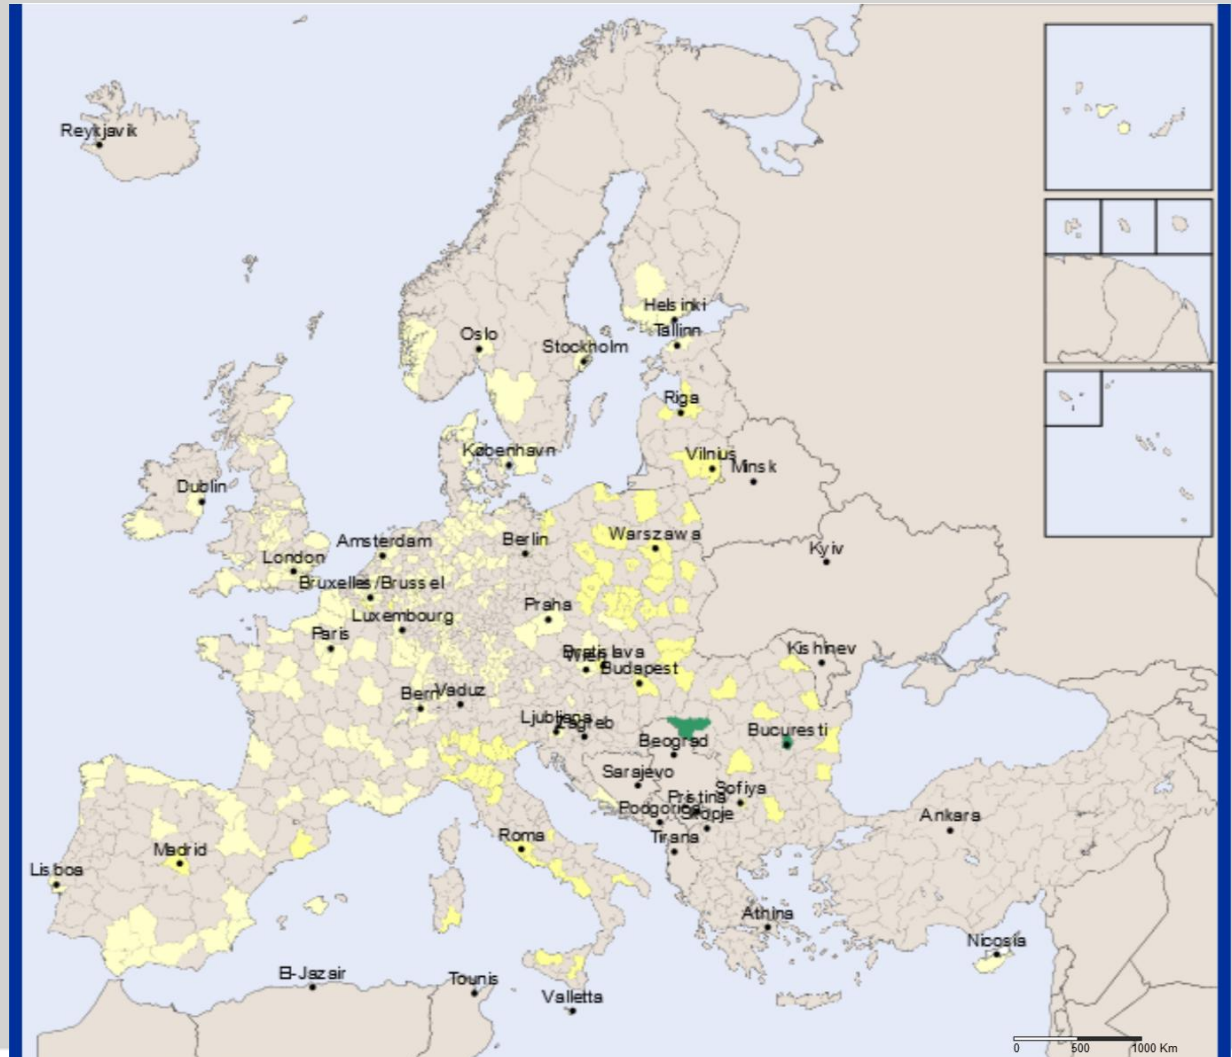 Reykjavik
Helsinki
Tallinn
Oslo
Stockholm
Riga
København
Vilnius
Minsk
Dublin
Warszawa
Amsterdam
Berlin
Kyiv
London
Bruxelles/Brussel
Praha
Luxembourg
Paris
Kishinev
Bratislava
Budapest
Bern
Vaduz
Ljubljana
Zagreb
Bucuresti
Beograd
Sarajevo
Sofiya
Pristina
Podgorica
Skopje
Ankara
Roma
Tirana
Madrid
Lisboa
Athina
Nicosia
El-Jazair
Tounis
Valletta
0 500 1000 Km